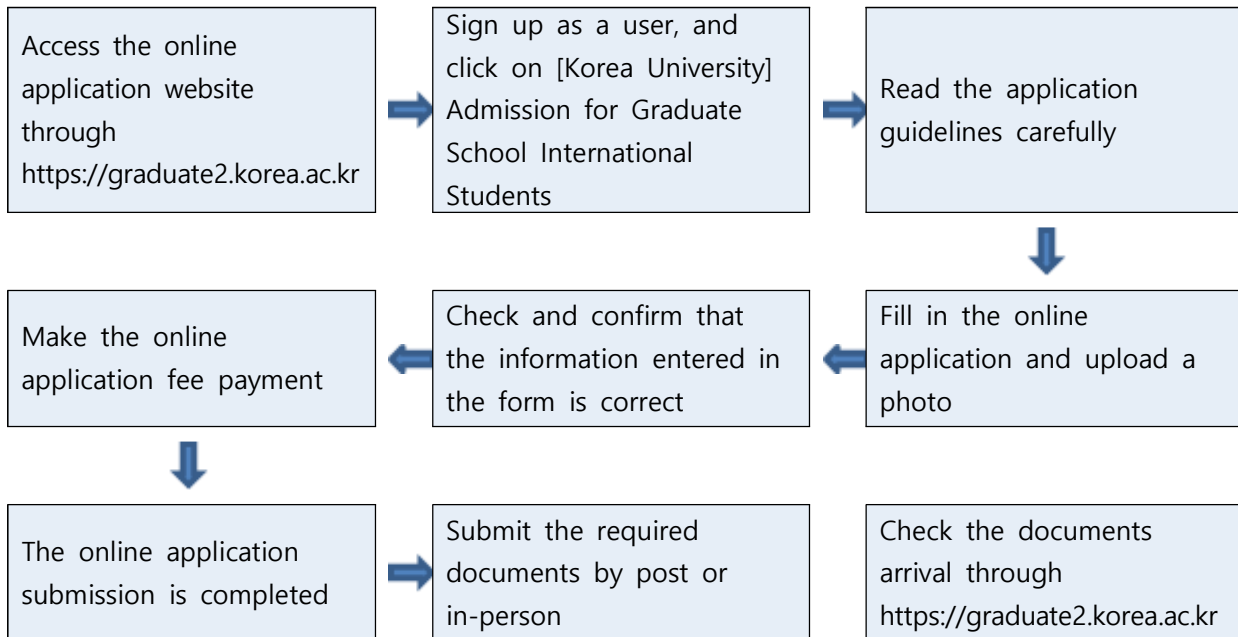 Access the online
application website
through
https://graduate2.korea.ac.kr
Sign up as a user, and
click on [Korea University]
Admission for Graduate
School International
Students
Read the application
guidelines carefully
Fill in the online
application and upload a
photo
Check and confirm that
the information entered in
the form is correct
Make the online
application fee payment
The online application
submission is completed
Submit the required
documents by post or
in-person
Check the documents
arrival through
https://graduate2.korea.ac.kr